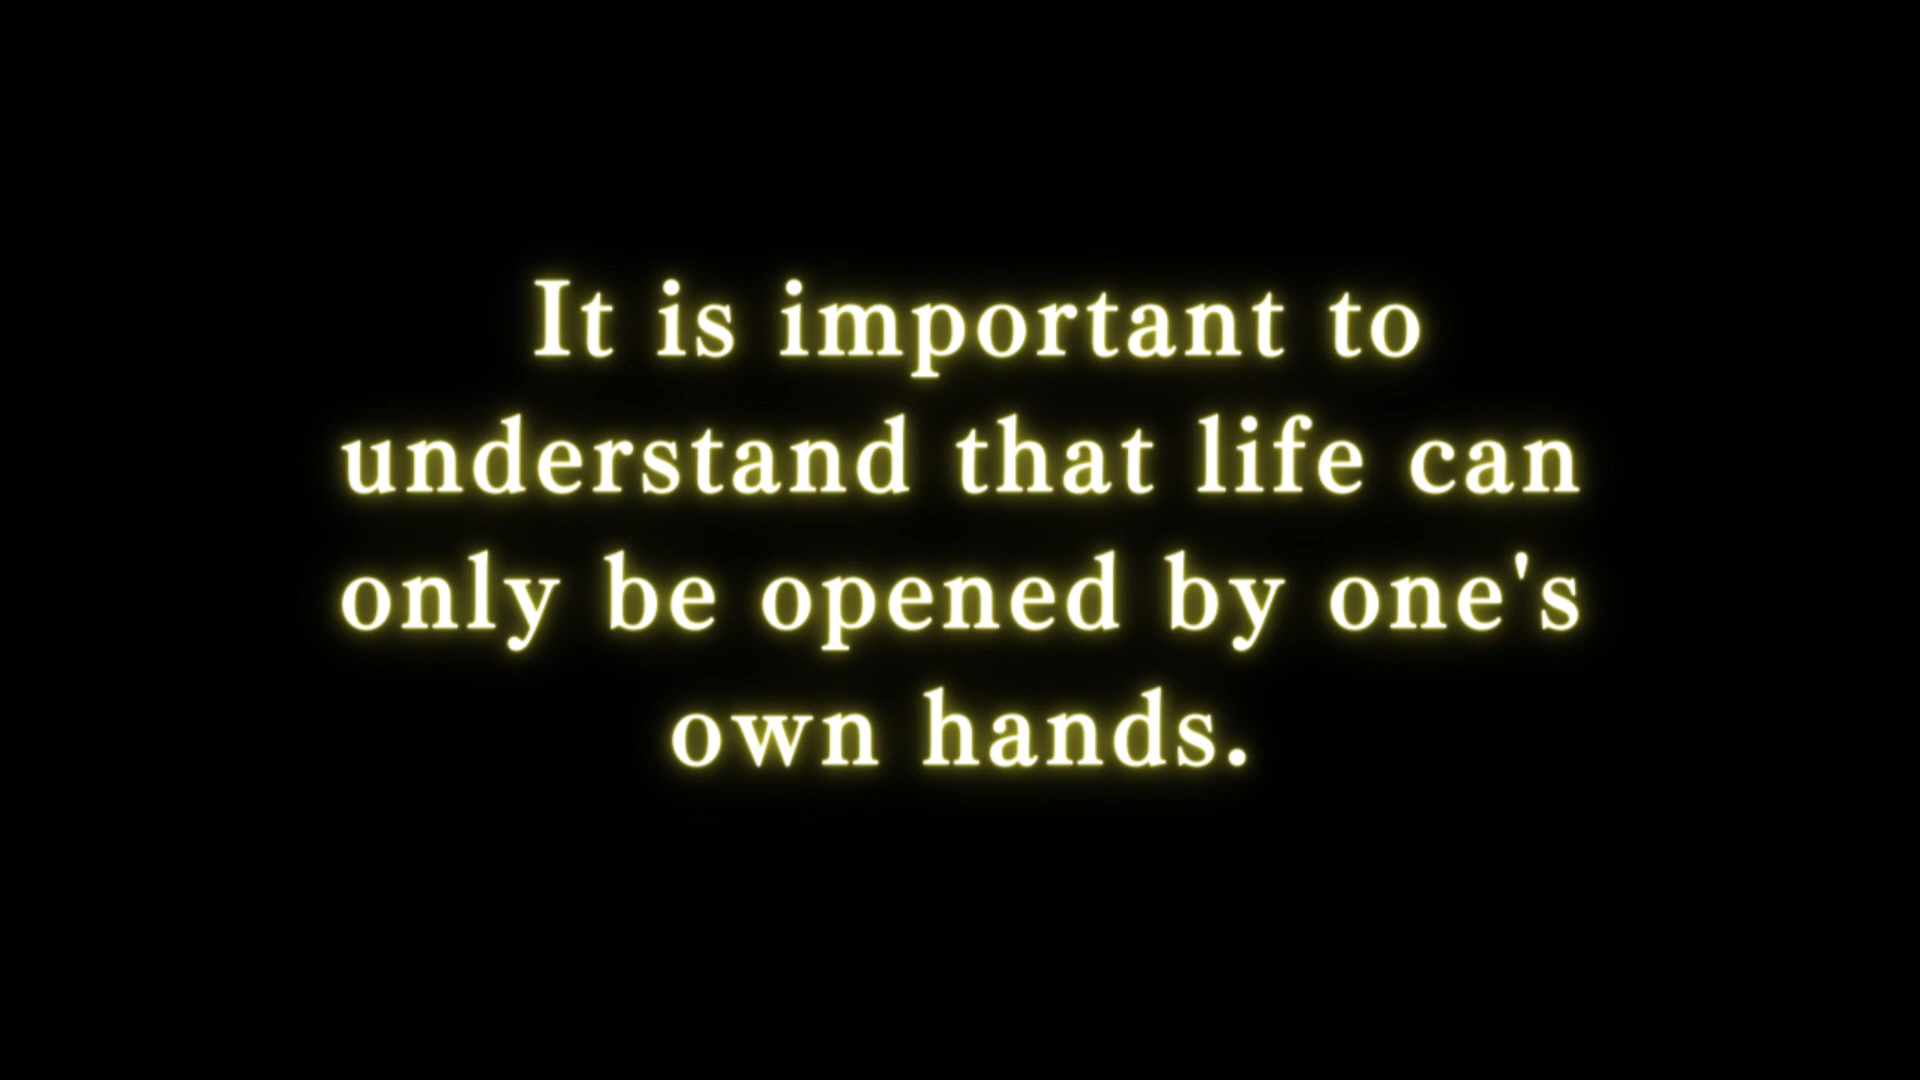 It is important to
understand that life can
only be opened by one's
own hands.